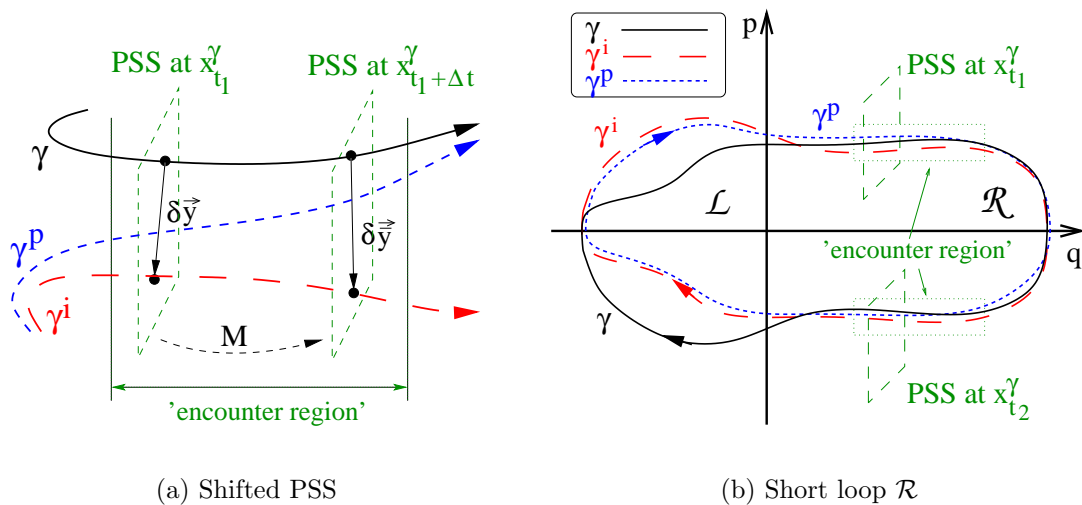 PSS at x^γ_{t_1}
PSS at x^γ_{t_1+Δt}
γ
δy⃗
δy⃗
γ^p
γ^i
M
'encounter region'
(a) Shifted PSS
γ
γ^i
γ^p
p
PSS at x^γ_{t_1}
γ^i
γ^p
ℒ
ℛ
'encounter region'
q
γ
PSS at x^γ_{t_2}
(b) Short loop ℛ